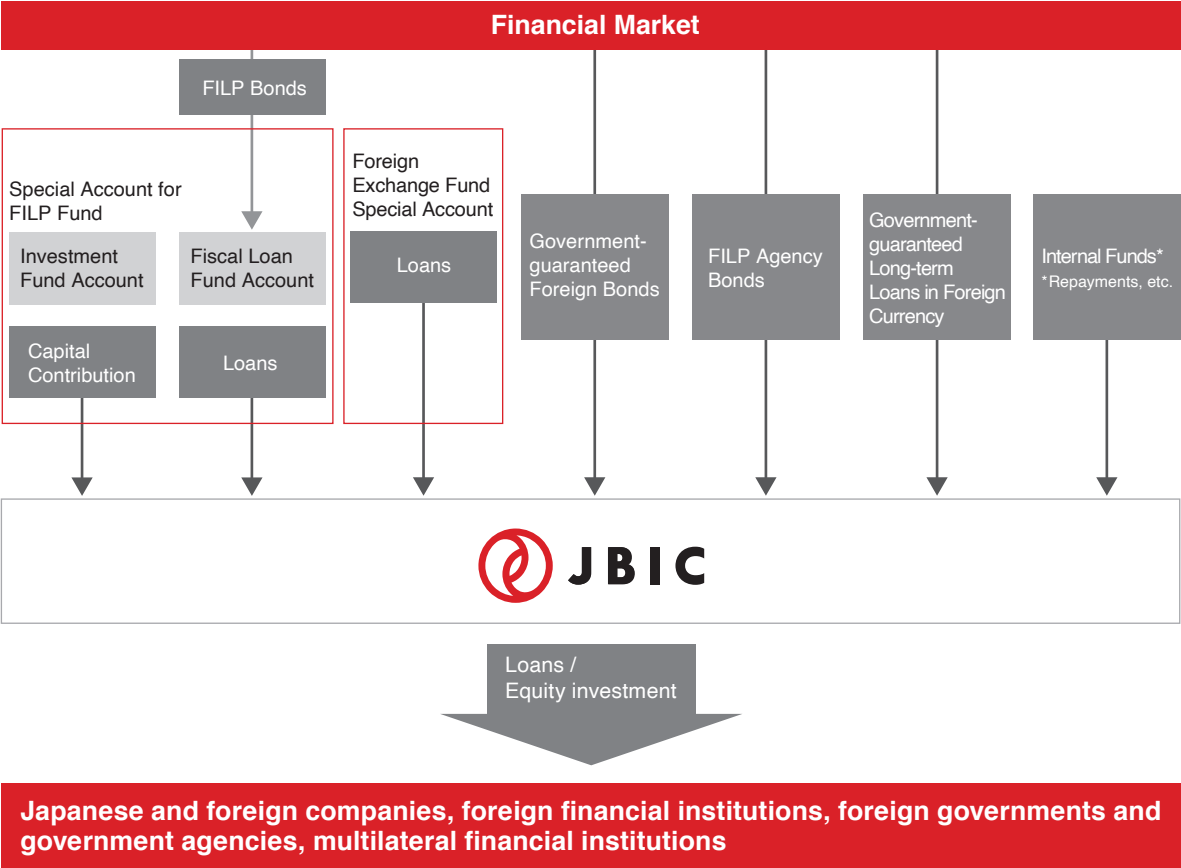 Financial Market
FILP Bonds
Special Account for
FILP Fund
Investment
Fund Account
Capital
Contribution
Fiscal Loan
Fund Account
Loans
Foreign
Exchange Fund
Special Account
Loans
Government-
guaranteed
Foreign Bonds
FILP Agency
Bonds
Government-
guaranteed
Long-term
Loans in Foreign
Currency
Internal Funds*
*Repayments, etc.
JBIC
Loans /
Equity investment
Japanese and foreign companies, foreign financial institutions, foreign governments and
government agencies, multilateral financial institutions